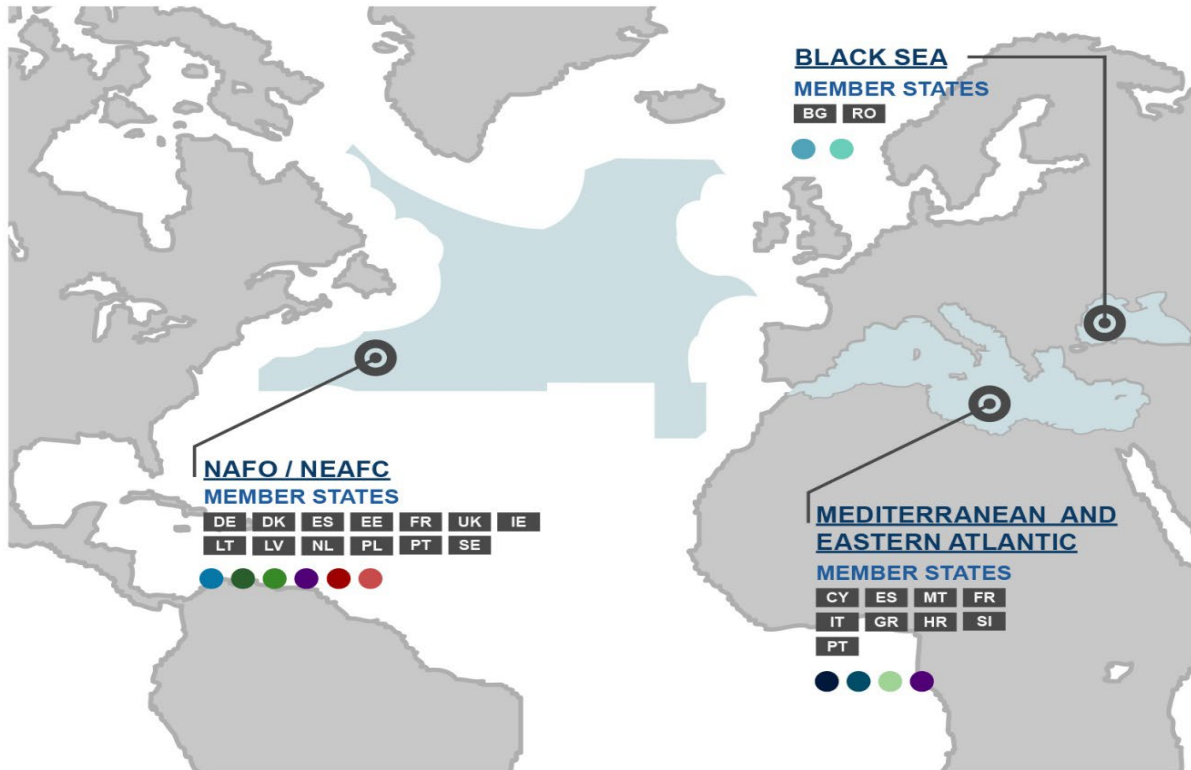 BLACK SEA
MEMBER STATES
BG RO
NAFO / NEAFC
MEMBER STATES
DE DK ES EE FR UK IE
LT LV NL PL PT SE
MEDITERRANEAN AND
EASTERN ATLANTIC
MEMBER STATES
CY ES MT FR
IT GR HR SI
PT